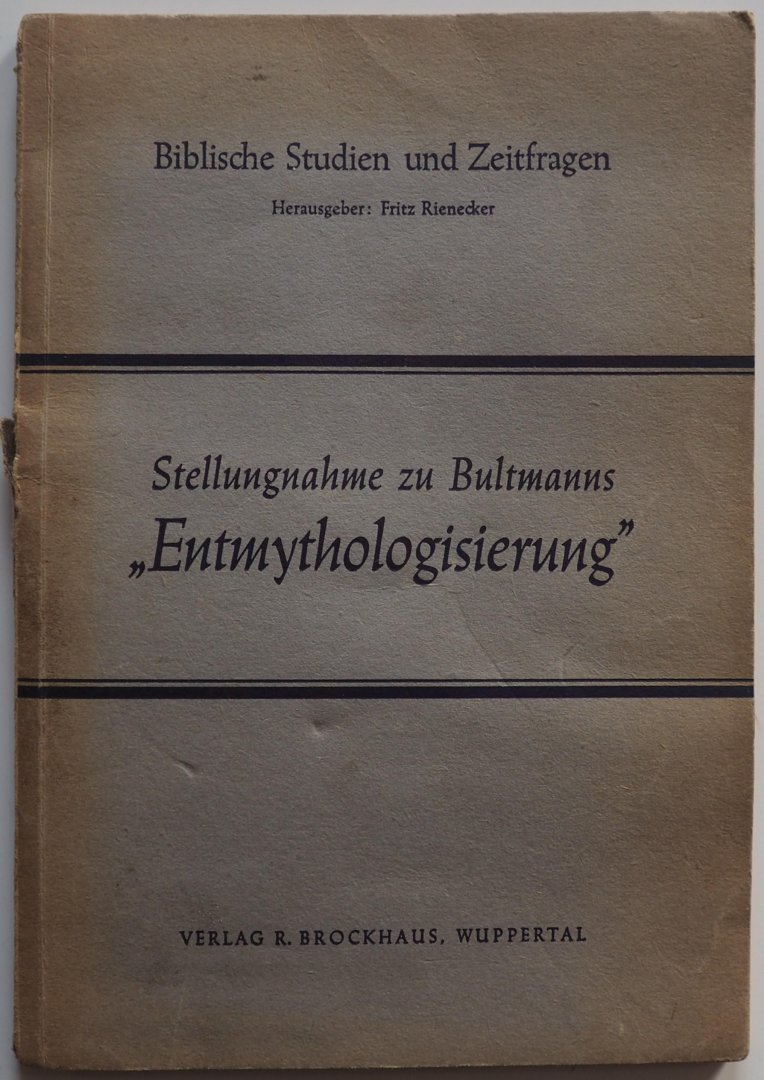 Biblische Studien und Zeitfragen
Herausgeber: Fritz Rienecker
Stellungnahme zu Bultmanns
„Entmythologisierung”
VERLAG R. BROCKHAUS, WUPPERTAL